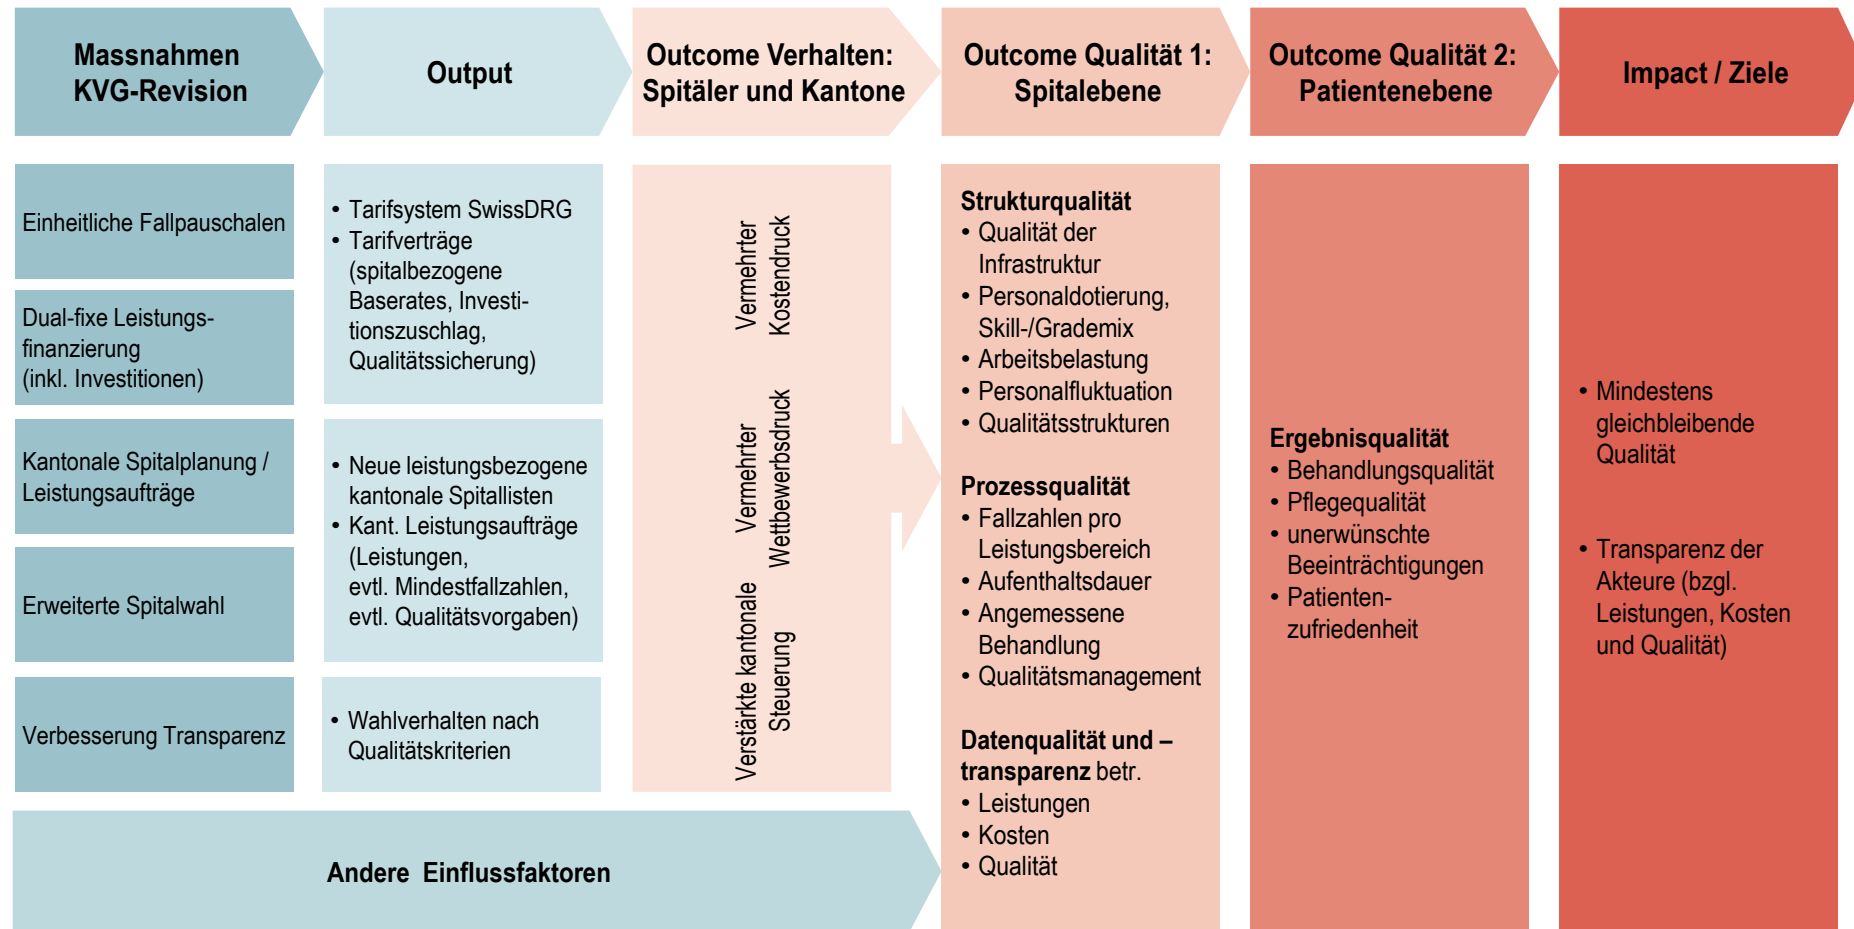 Massnahmen
KVG-Revision
Output
Outcome Verhalten:
Spitäler und Kantone
Outcome Qualität 1:
Spitalebene
Outcome Qualität 2:
Patientenebene
Impact / Ziele
Einheitliche Fallpauschalen
Dual-fixe Leistungs-
finanzierung
(inkl. Investitionen)
Kantonale Spitalplanung /
Leistungsaufträge
Erweiterte Spitalwahl
Verbesserung Transparenz
• Tarifsystem SwissDRG
• Tarifverträge
(spitalbezogene
Baserates, Investi-
tionszuschlag,
Qualitätssicherung)
• Neue leistungsbezogene
kantonale Spitallisten
• Kant. Leistungsaufträge
(Leistungen,
evtl. Mindestfallzahlen,
evtl. Qualitätsvorgaben)
• Wahlverhalten nach
Qualitätskriterien
Vermehrter
Kostendruck
Vermehrter
Wettbewerbsdruck
Verstärkte kantonale
Steuerung
Strukturqualität
• Qualität der
Infrastruktur
• Personaldotierung,
Skill-/Grademix
• Arbeitsbelastung
• Personalfluktuation
• Qualitätsstrukturen
Prozessqualität
• Fallzahlen pro
Leistungsbereich
• Aufenthaltsdauer
• Angemessene
Behandlung
• Qualitätsmanagement
Datenqualität und –
transparenz betr.
• Leistungen
• Kosten
• Qualität
Ergebnisqualität
• Behandlungsqualität
• Pflegequalität
• unerwünschte
Beeinträchtigungen
• Patienten-
zufriedenheit
• Mindestens
gleichbleibende
Qualität
• Transparenz der
Akteure (bzgl.
Leistungen, Kosten
und Qualität)
Andere Einflussfaktoren